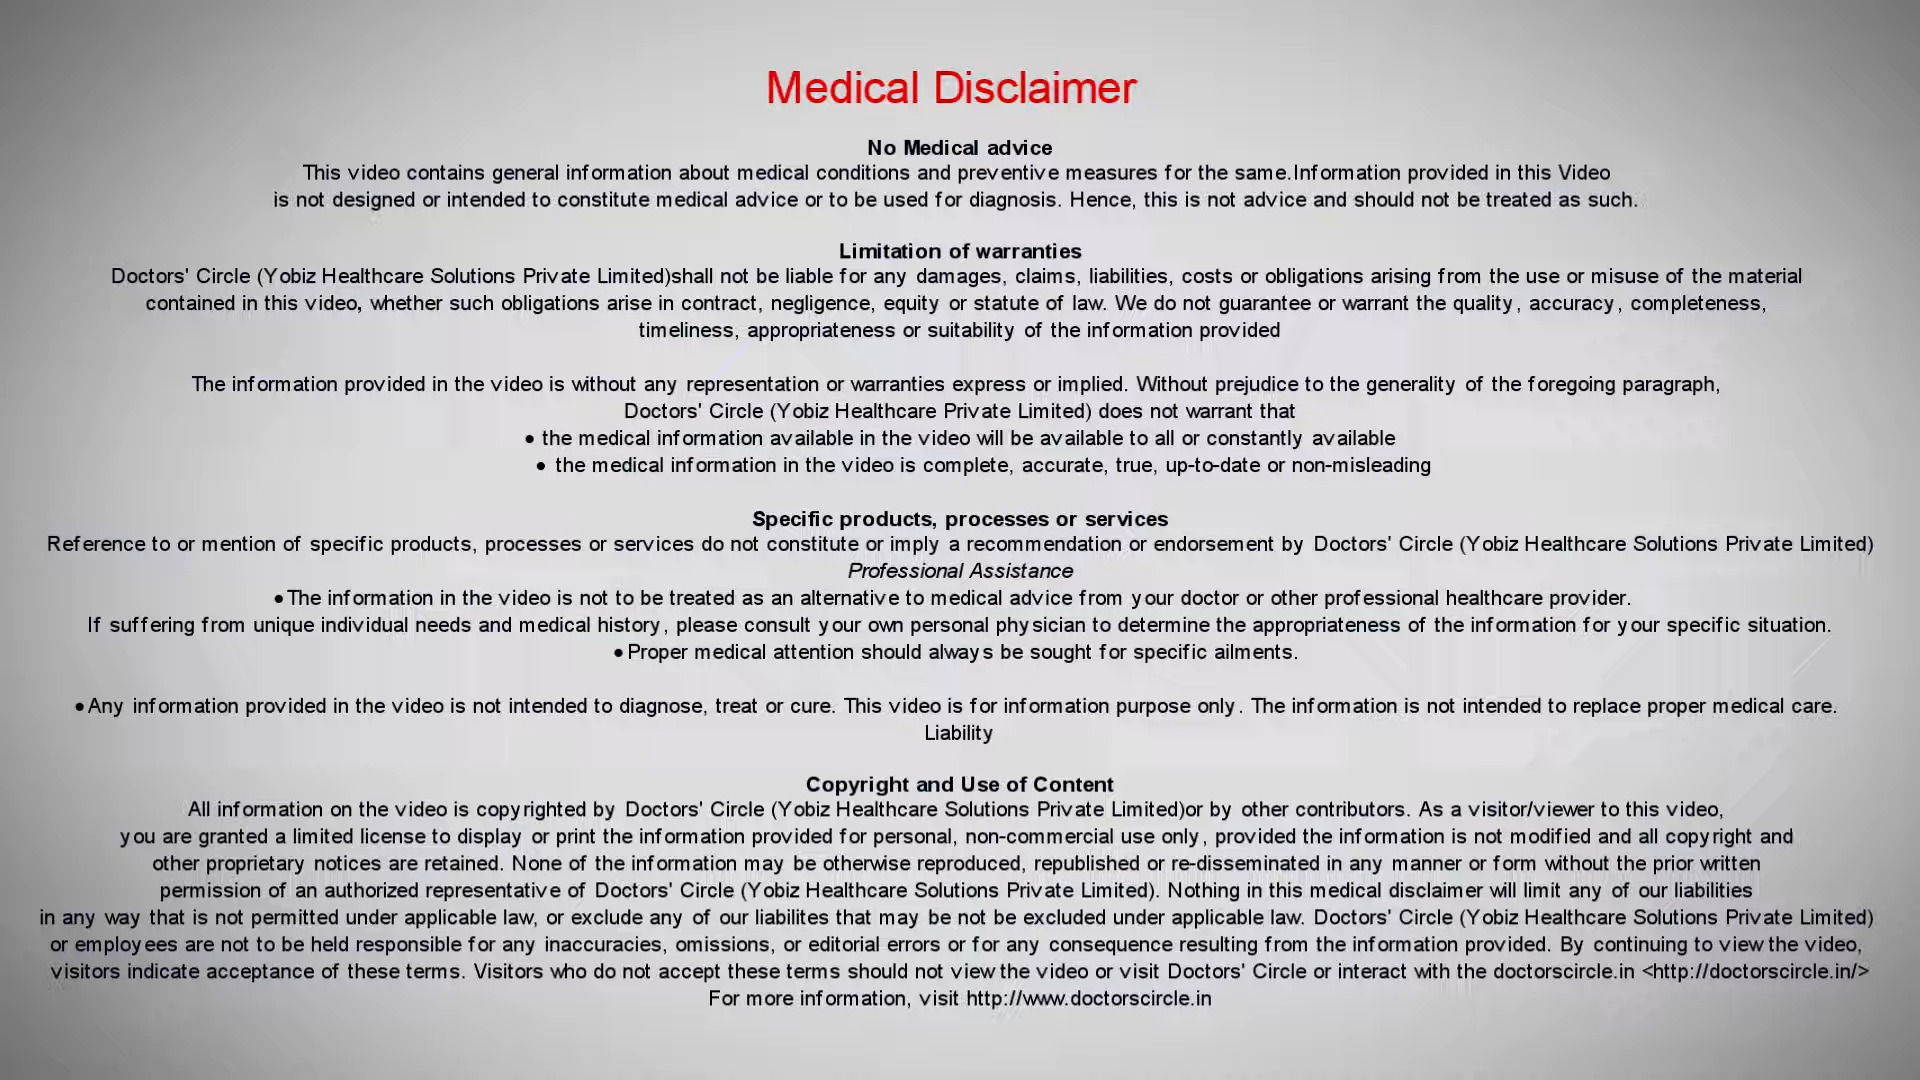 Medical Disclaimer
No Medical advice
This video contains general information about medical conditions and preventive measures for the same.Information provided in this Video
is not designed or intended to constitute medical advice or to be used for diagnosis. Hence, this is not advice and should not be treated as such.
Limitation of warranties
Doctors' Circle (Yobiz Healthcare Solutions Private Limited)shall not be liable for any damages, claims, liabilities, costs or obligations arising from the use or misuse of the material
contained in this video, whether such obligations arise in contract, negligence, equity or statute of law. We do not guarantee or warrant the quality, accuracy, completeness,
timeliness, appropriateness or suitability of the information provided
The information provided in the video is without any representation or warranties express or implied. Without prejudice to the generality of the foregoing paragraph,
Doctors' Circle (Yobiz Healthcare Private Limited) does not warrant that
• the medical information available in the video will be available to all or constantly available
• the medical information in the video is complete, accurate, true, up-to-date or non-misleading
Specific products, processes or services
Reference to or mention of specific products, processes or services do not constitute or imply a recommendation or endorsement by Doctors' Circle (Yobiz Healthcare Solutions Private Limited)
Professional Assistance
•The information in the video is not to be treated as an alternative to medical advice from your doctor or other professional healthcare provider.
If suffering from unique individual needs and medical history, please consult your own personal physician to determine the appropriateness of the information for your specific situation.
•Proper medical attention should always be sought for specific ailments.
•Any information provided in the video is not intended to diagnose, treat or cure. This video is for information purpose only. The information is not intended to replace proper medical care.
Liability
Copyright and Use of Content
All information on the video is copyrighted by Doctors' Circle (Yobiz Healthcare Solutions Private Limited)or by other contributors. As a visitor/viewer to this video,
you are granted a limited license to display or print the information provided for personal, non-commercial use only, provided the information is not modified and all copyright and
other proprietary notices are retained. None of the information may be otherwise reproduced, republished or re-disseminated in any manner or form without the prior written
permission of an authorized representative of Doctors' Circle (Yobiz Healthcare Solutions Private Limited). Nothing in this medical disclaimer will limit any of our liabilities
in any way that is not permitted under applicable law, or exclude any of our liabilites that may be not be excluded under applicable law. Doctors' Circle (Yobiz Healthcare Solutions Private Limited)
or employees are not to be held responsible for any inaccuracies, omissions, or editorial errors or for any consequence resulting from the information provided. By continuing to view the video,
visitors indicate acceptance of these terms. Visitors who do not accept these terms should not view the video or visit Doctors' Circle or interact with the doctorscircle.in <http://doctorscircle.in/>
For more information, visit http://www.doctorscircle.in